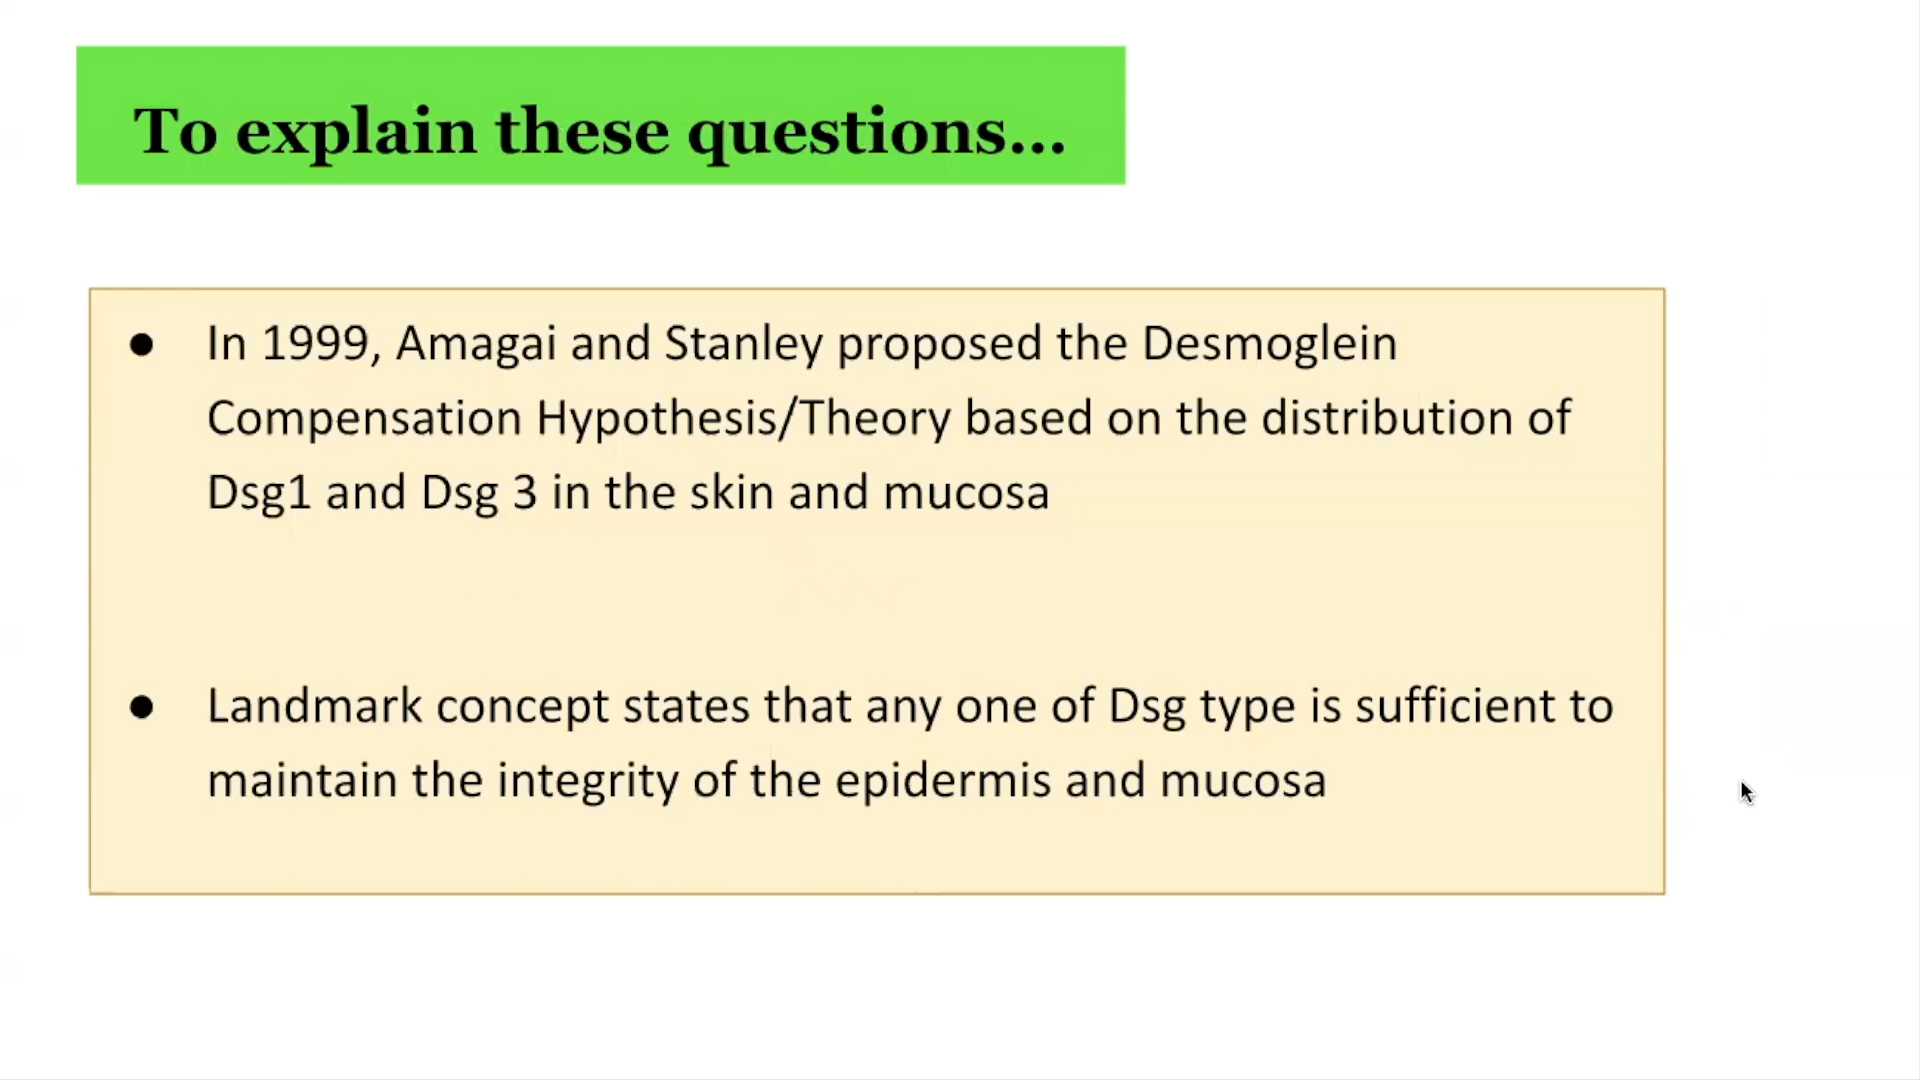 To explain these questions...
● In 1999, Amagai and Stanley proposed the Desmoglein
Compensation Hypothesis/Theory based on the distribution of
Dsg1 and Dsg 3 in the skin and mucosa
● Landmark concept states that any one of Dsg type is sufficient to
maintain the integrity of the epidermis and mucosa